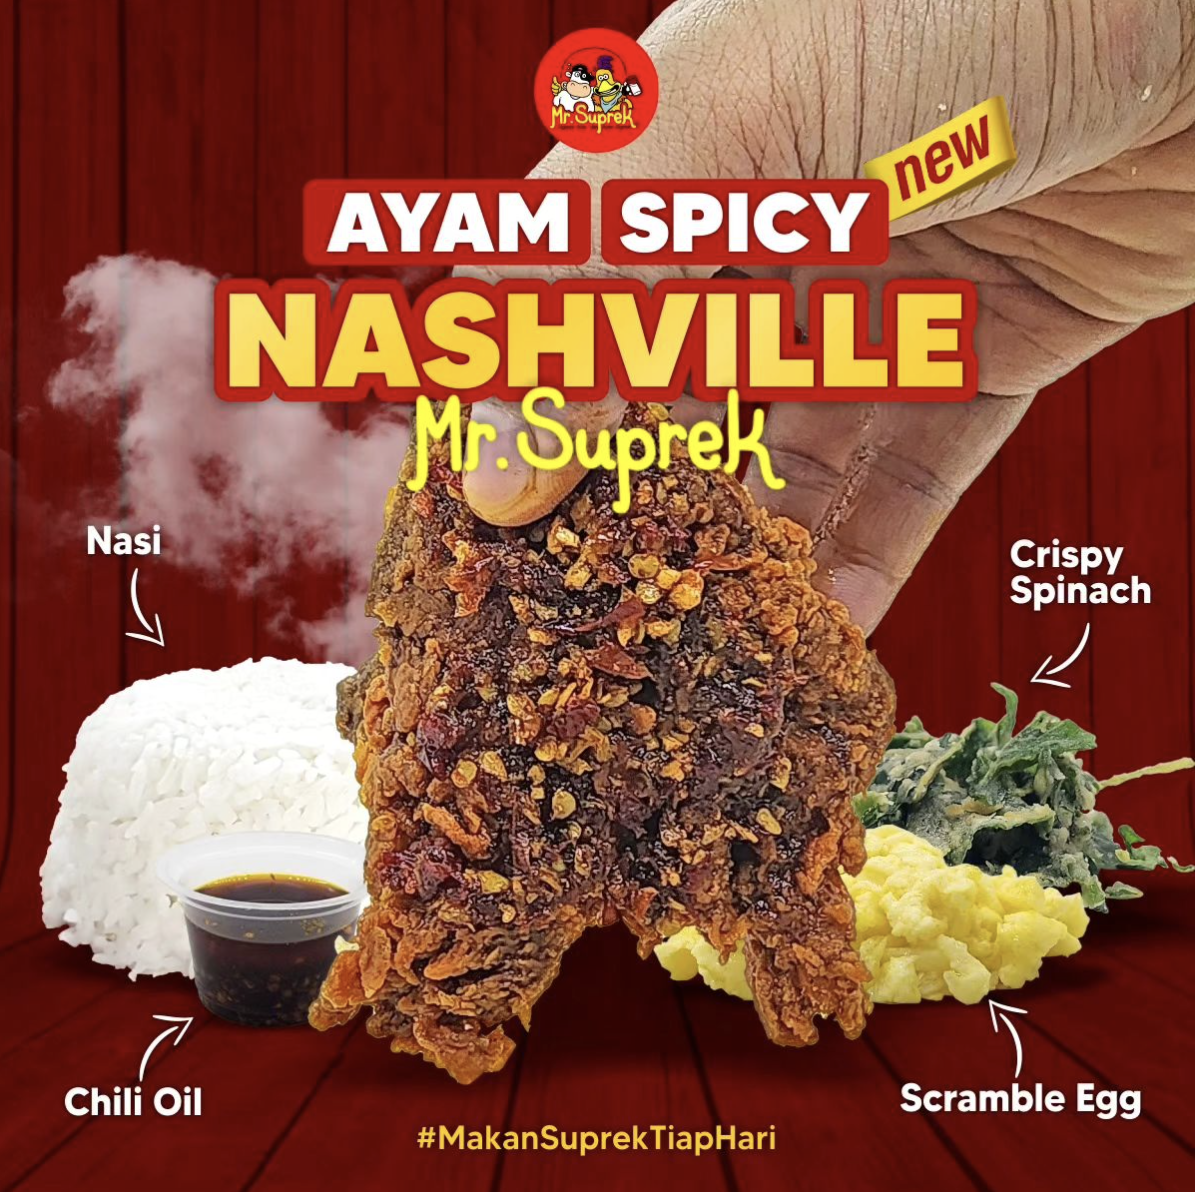 Mr. Suprek
new
AYAM SPICY
NASHVILLE
Mr. Suprek
Nasi
Crispy
Spinach
Chili Oil
Scramble Egg
#MakanSuprekTiapHari